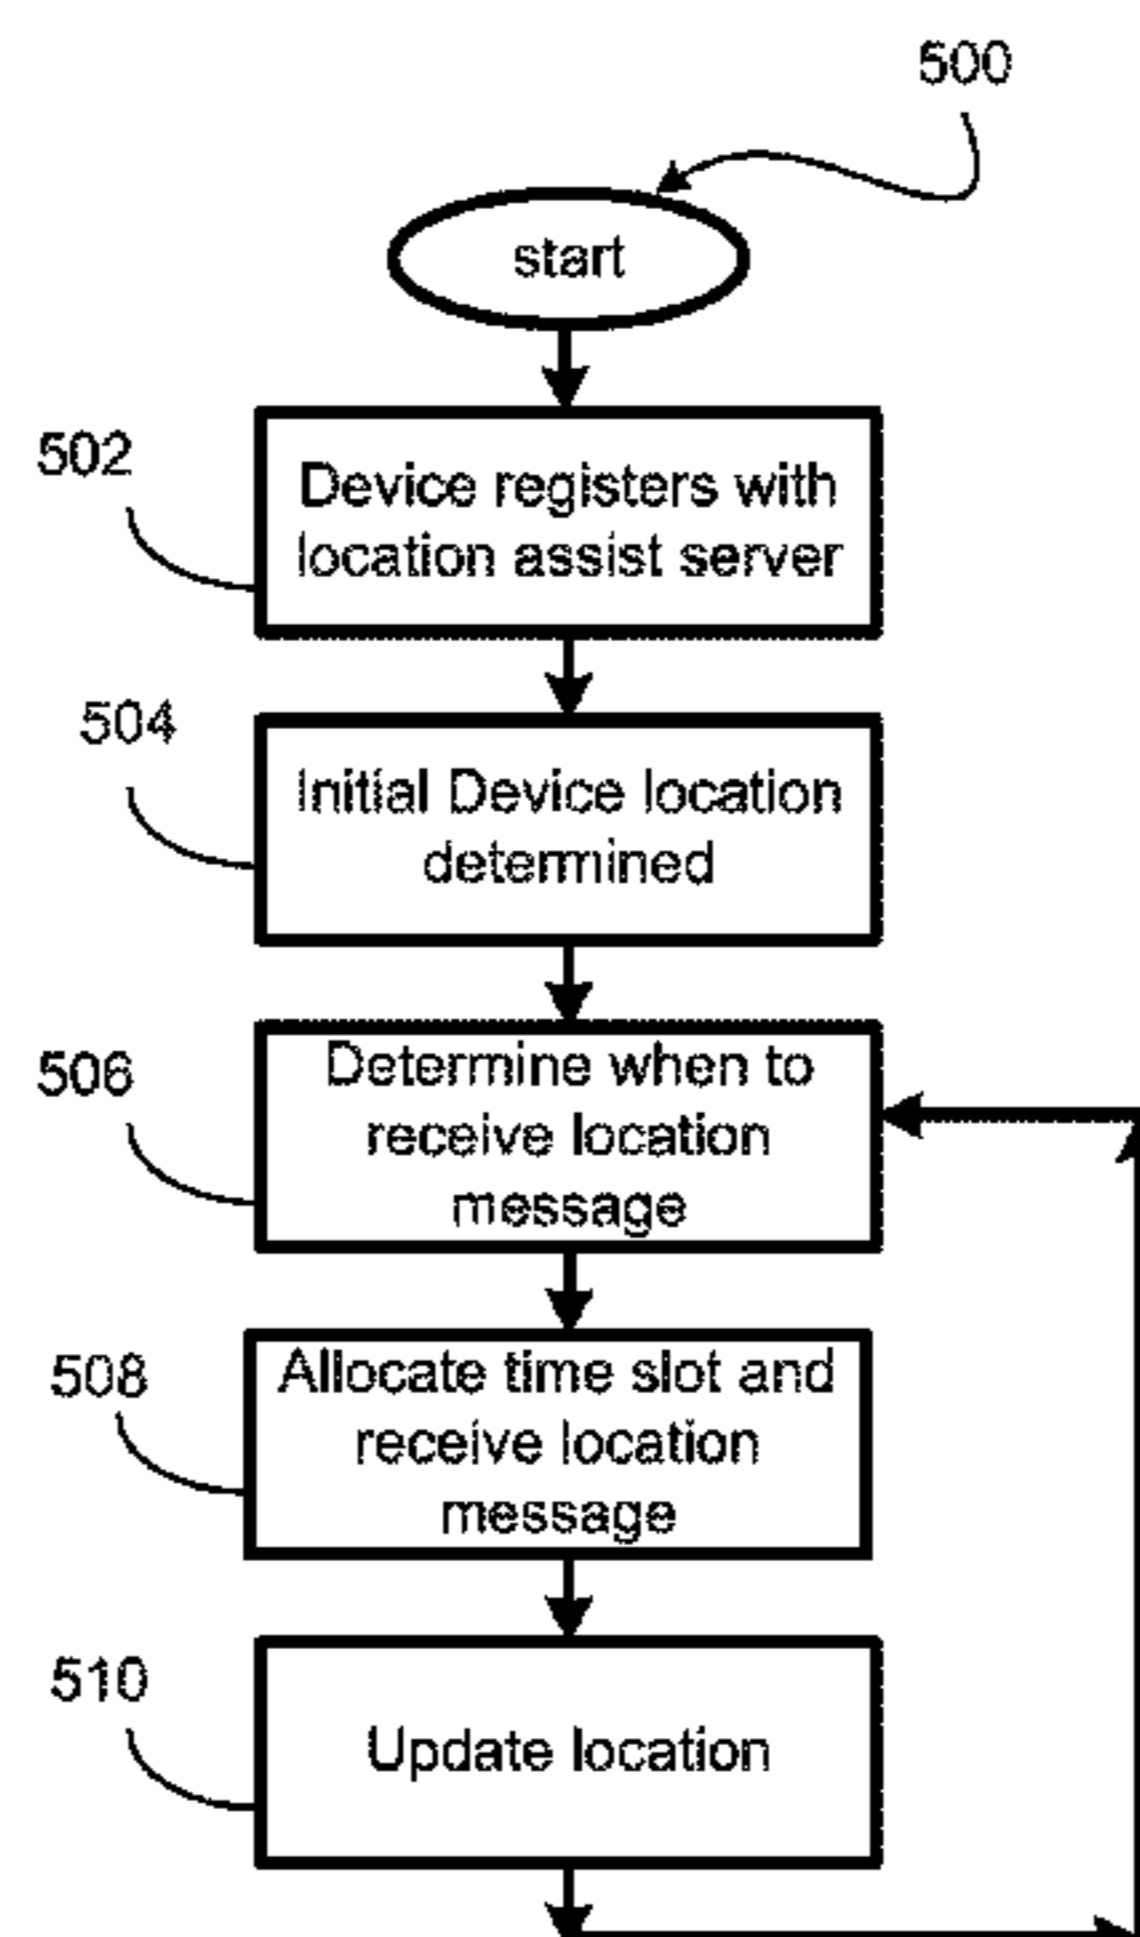 500
start
502
Device registers with
location assist server
504
Initial Device location
determined
506
Determine when to
receive location
message
508
Allocate time slot and
receive location
message
510
Update location